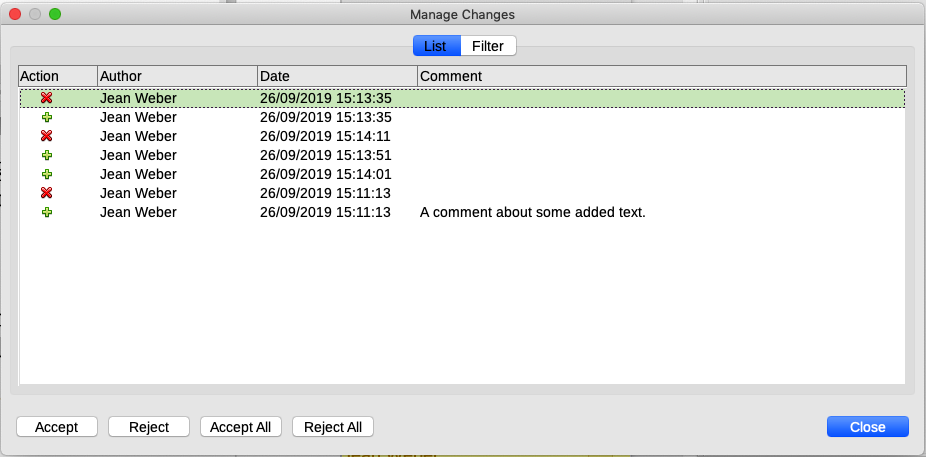 Manage Changes
List Filter
Action Author Date Comment
Jean Weber 26/09/2019 15:13:35
Jean Weber 26/09/2019 15:13:35
Jean Weber 26/09/2019 15:14:11
Jean Weber 26/09/2019 15:13:51
Jean Weber 26/09/2019 15:14:01
Jean Weber 26/09/2019 15:11:13
Jean Weber 26/09/2019 15:11:13 A comment about some added text.
Accept Reject Accept All Reject All Close
Jean Weber